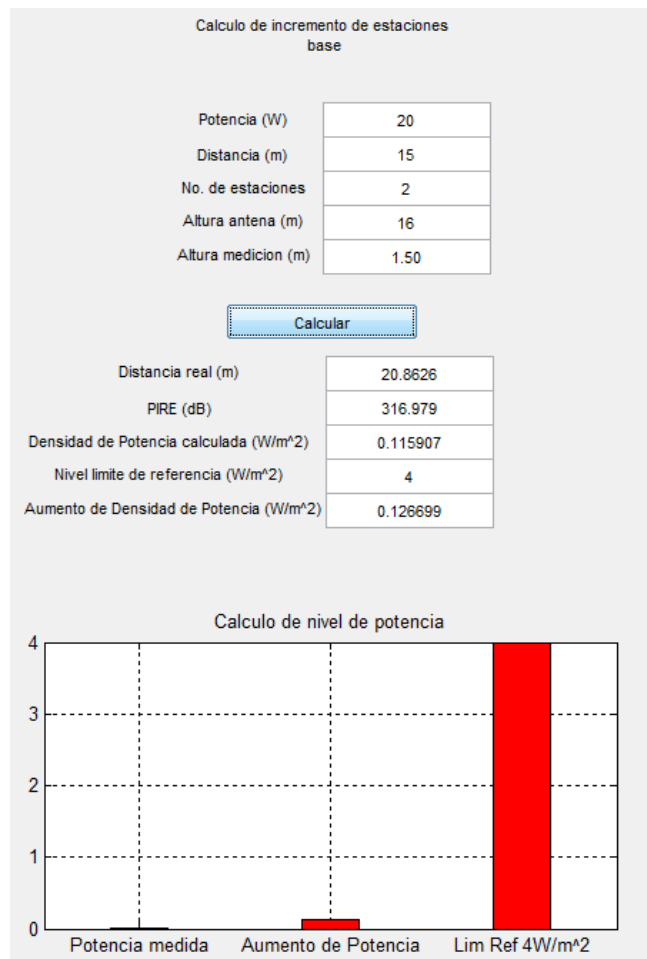 Calculo de incremento de estaciones
base
Potencia (W) 20
Distancia (m) 15
No. de estaciones 2
Altura antena (m) 16
Altura medicion (m) 1.50
Calcular
Distancia real (m) 20.8626
PIRE (dB) 316.979
Densidad de Potencia calculada (W/m^2) 0.115907
Nivel limite de referencia (W/m^2) 4
Aumento de Densidad de Potencia (W/m^2) 0.126699
Calculo de nivel de potencia
4
3
2
1
0
Potencia medida Aumento de Potencia Lim Ref 4W/m^2